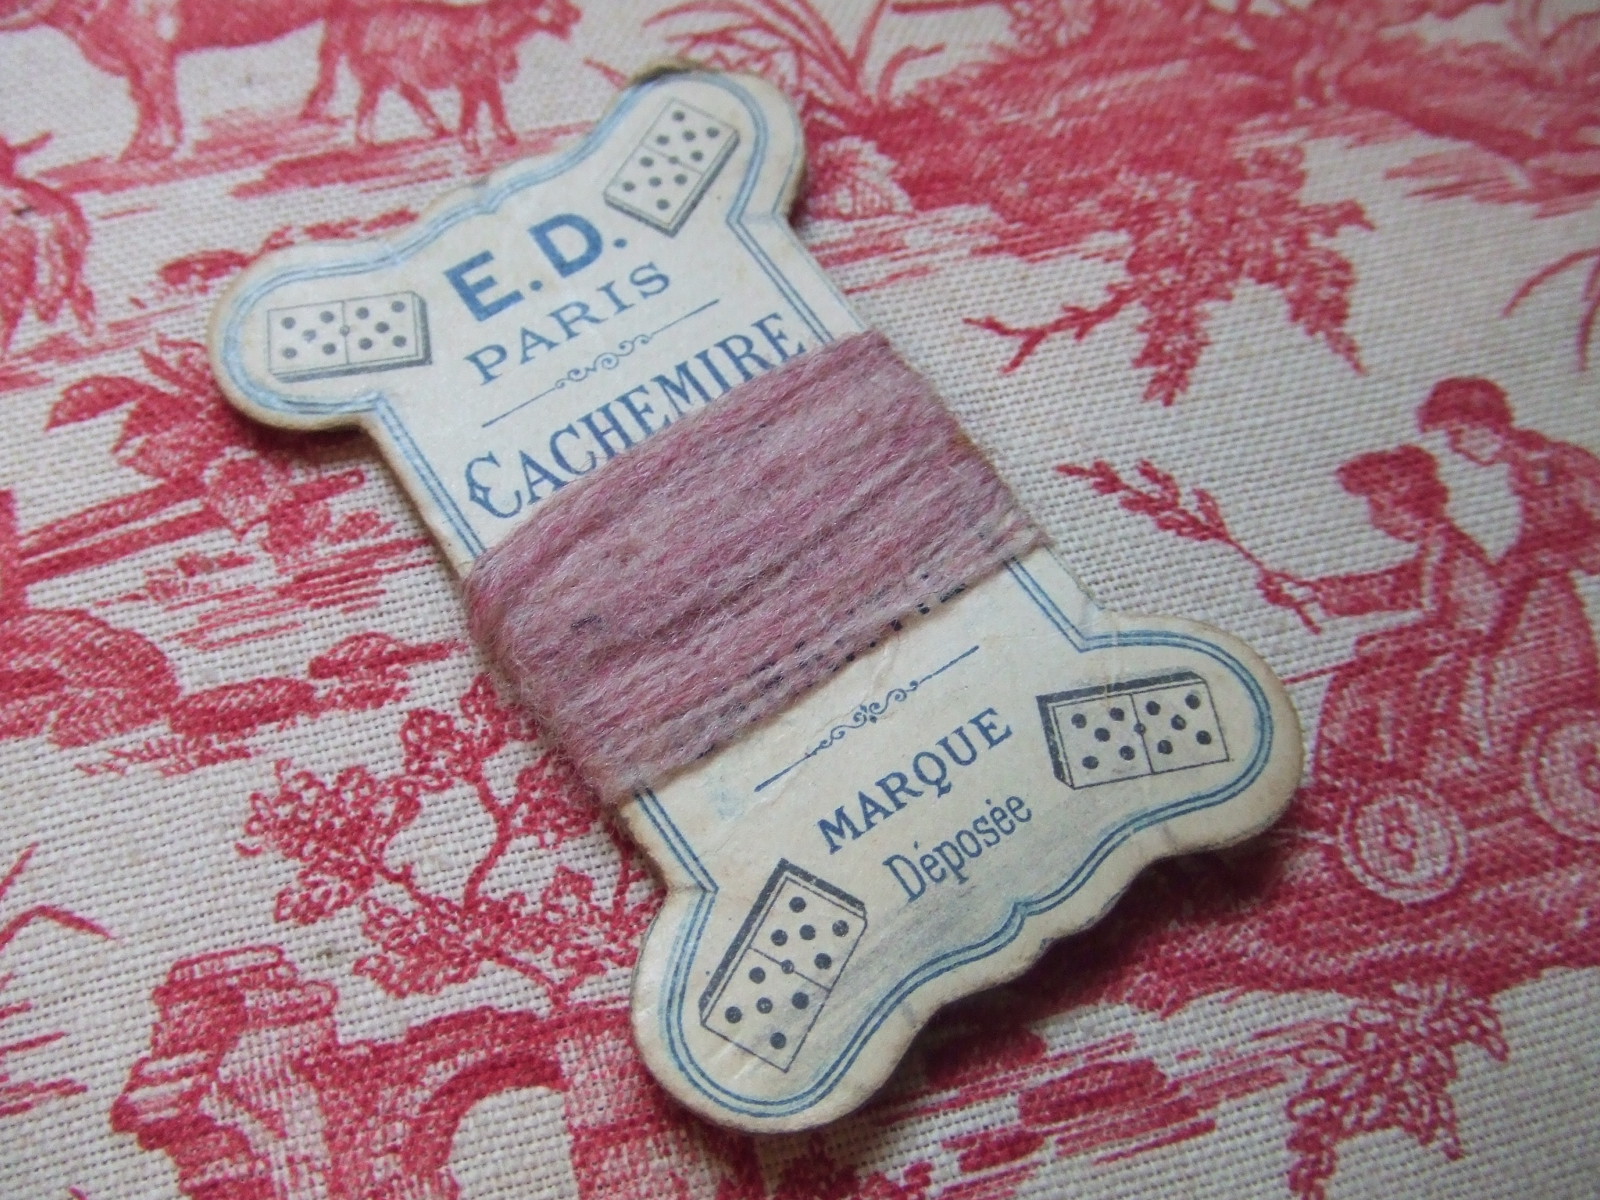 E. D.
PARIS
CACHEMIRE
MARQUE
Déposée